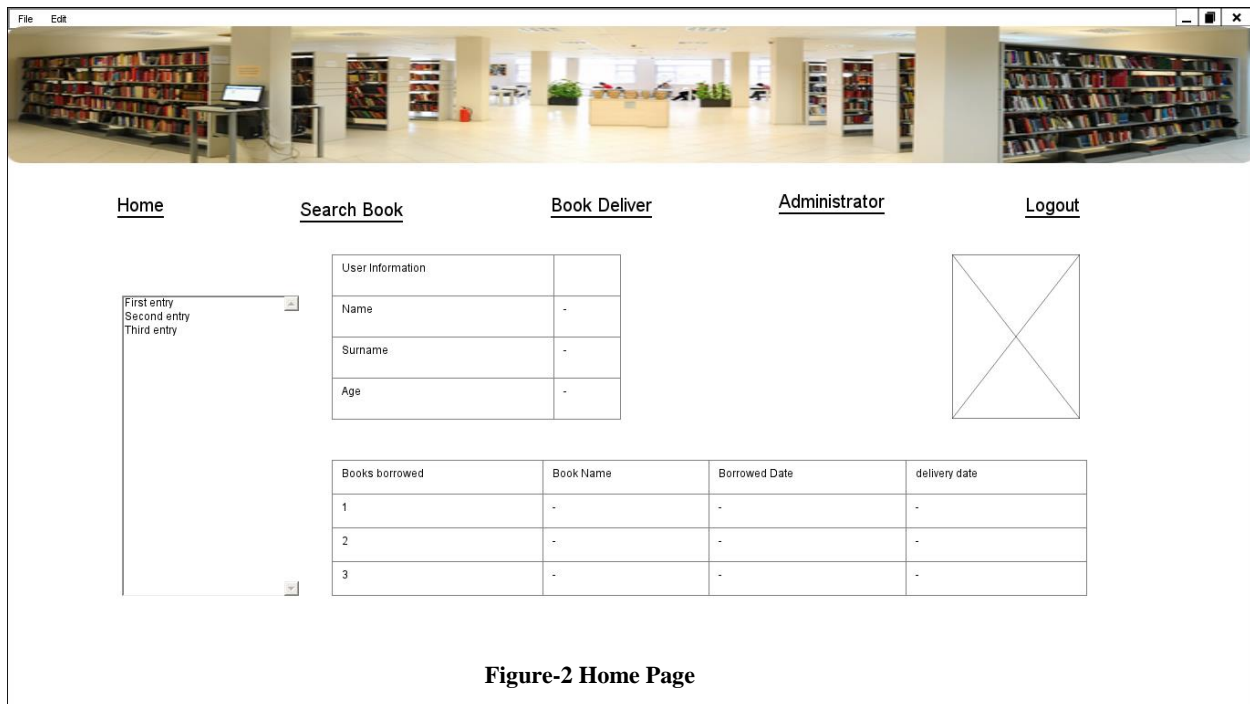 File Edit
Home Search Book Book Deliver Administrator Logout
First entry
Second entry
Third entry
User Information
Name -
Surname -
Age -
Books borrowed Book Name Borrowed Date delivery date
1 - - -
2 - - -
3 - - -
Figure-2 Home Page